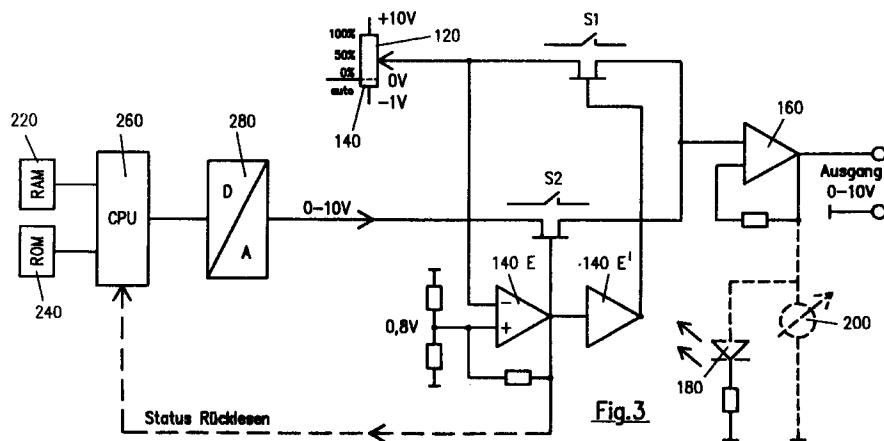 +10V
100%
50%
0%
auto
120
0V
-1V
140
S1
220
260
280
160
RAM
CPU
D
A
0-10V
S2
Ausgang
0-10V
ROM
240
140 E
140 E'
-
+
0,8V
200
180
Status Rücklesen
Fig.3